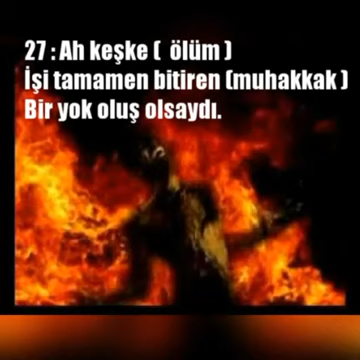 27 : Ah keşke ( ölüm )
İşi tamamen bitiren (muhakkak )
Bir yok oluş olsaydı.